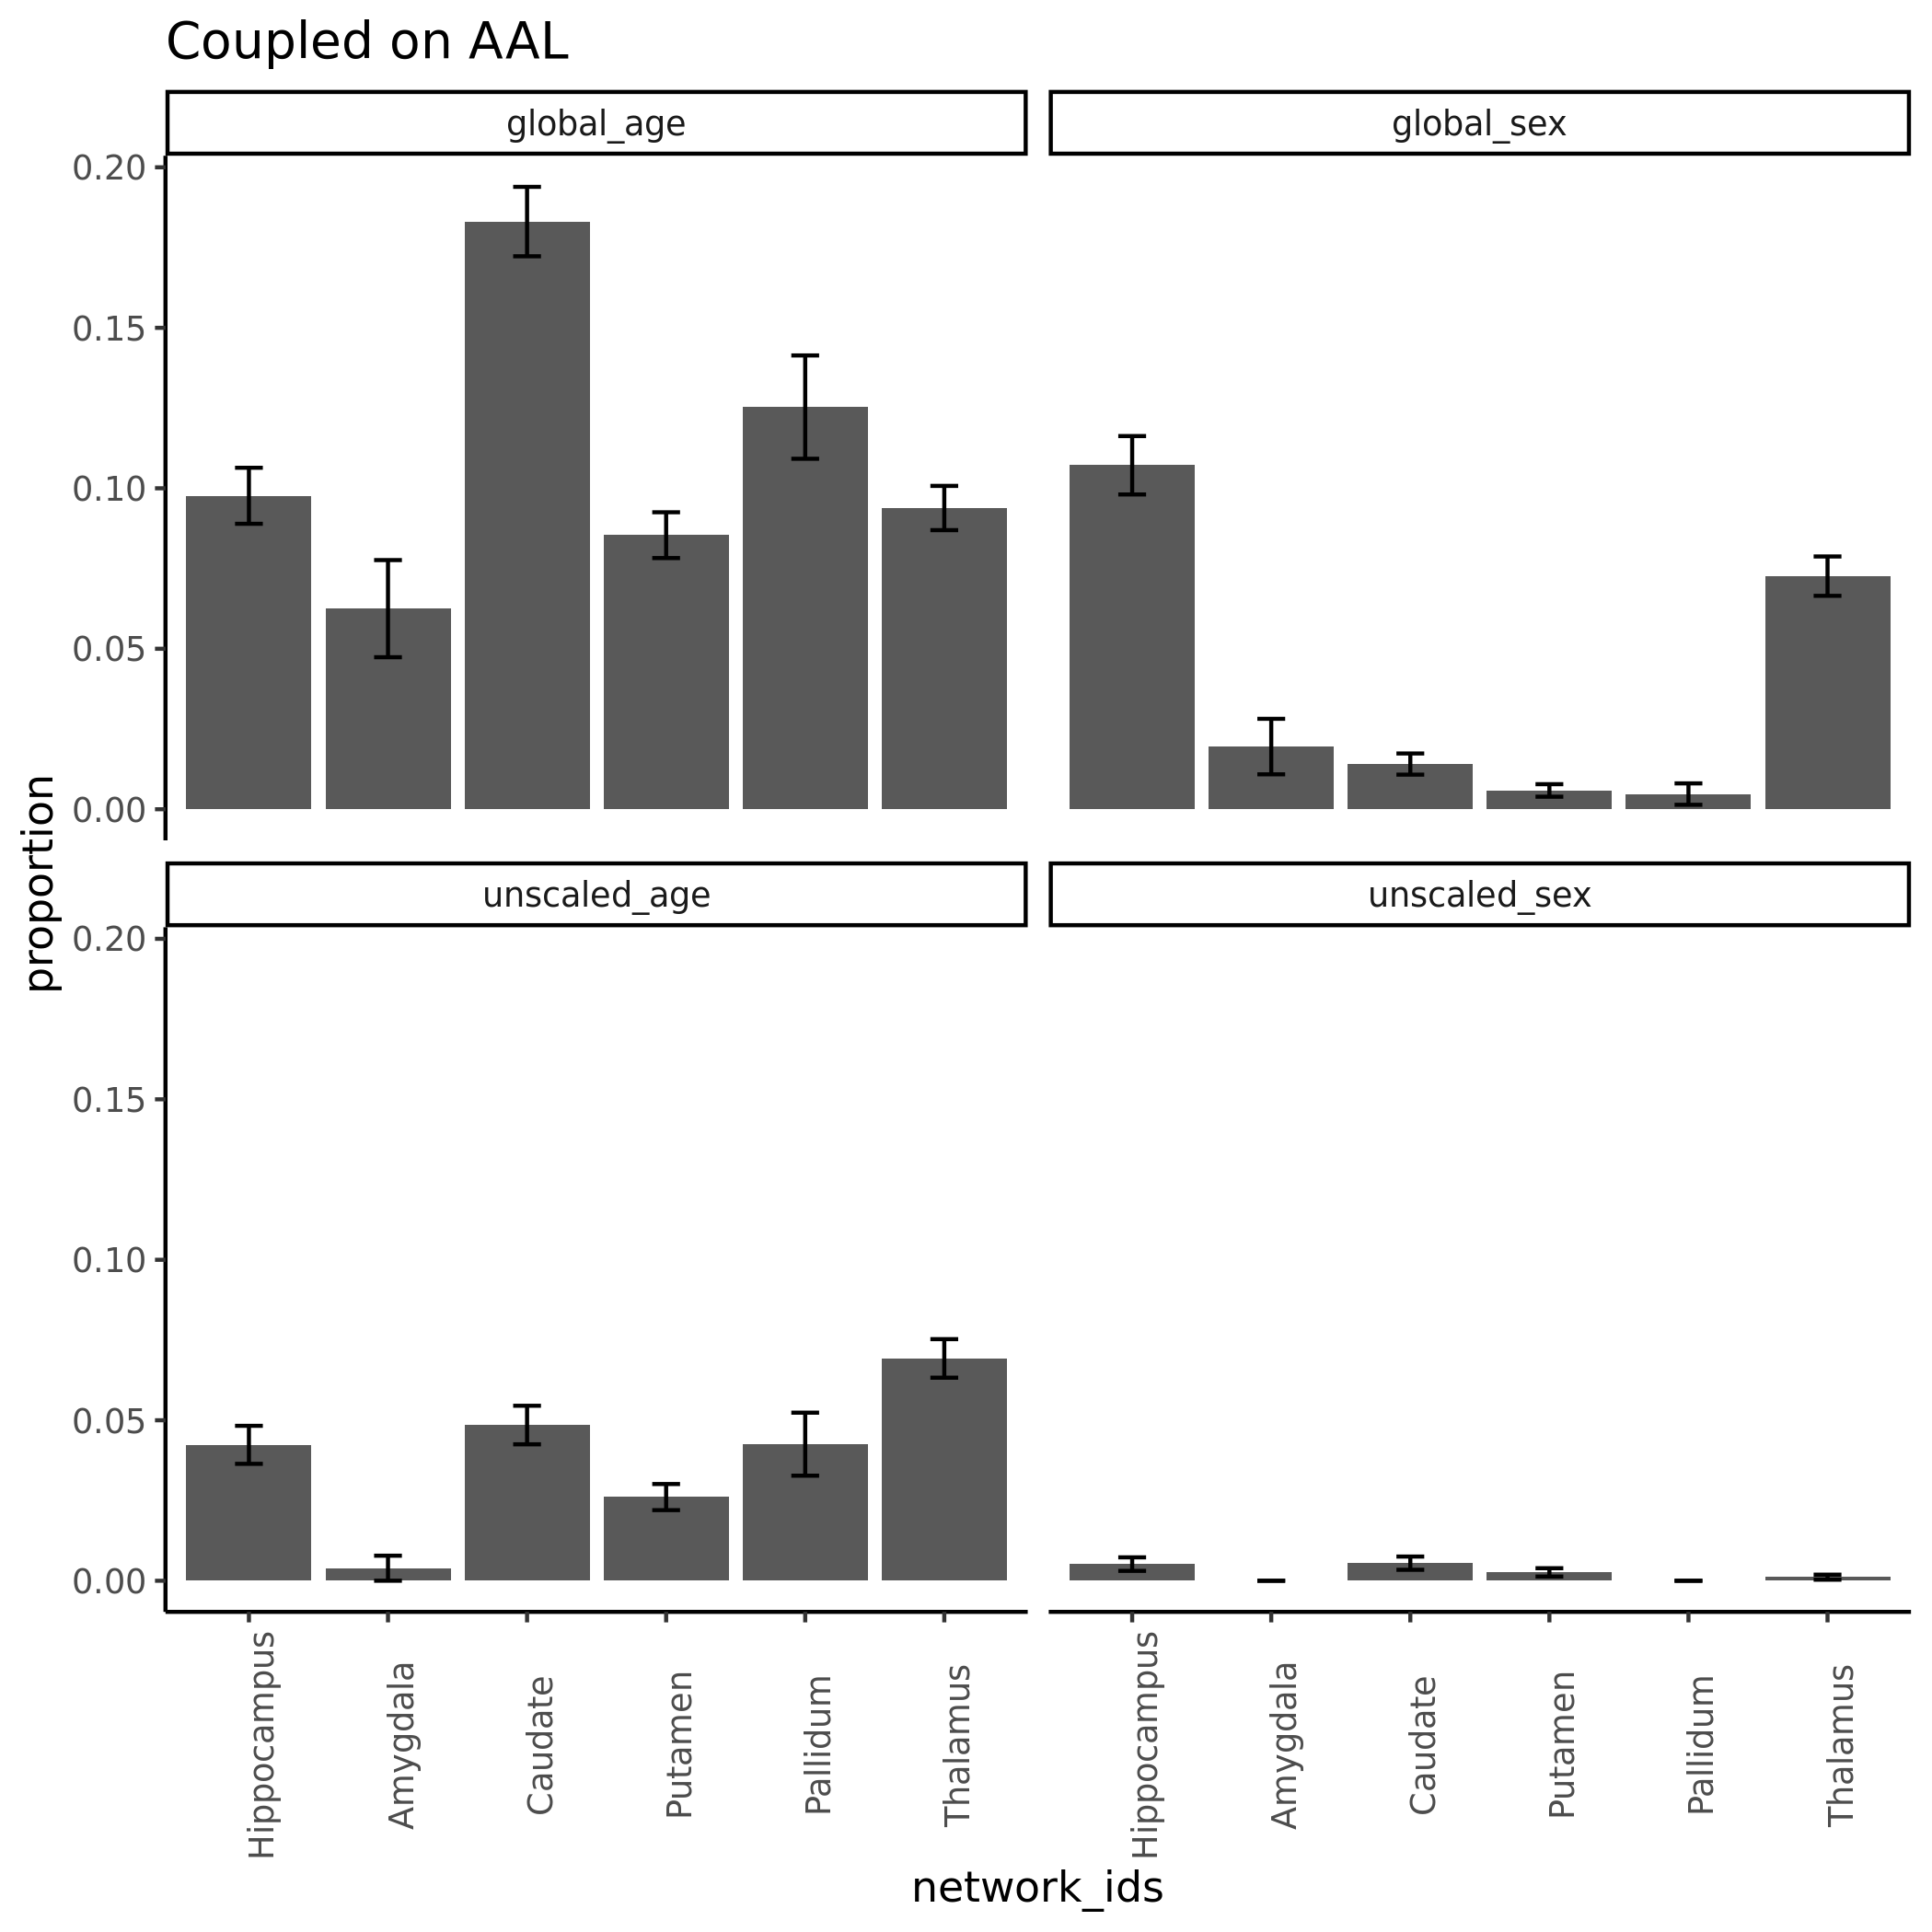 Coupled on AAL
global_age
global_sex
0.20
0.15
0.10
0.05
0.00
proportion
unscaled_age
unscaled_sex
0.20
0.15
0.10
0.05
0.00
Hippocampus
Amygdala
Caudate
Putamen
Pallidum
Thalamus
Hippocampus
Amygdala
Caudate
Putamen
Pallidum
Thalamus
network_ids